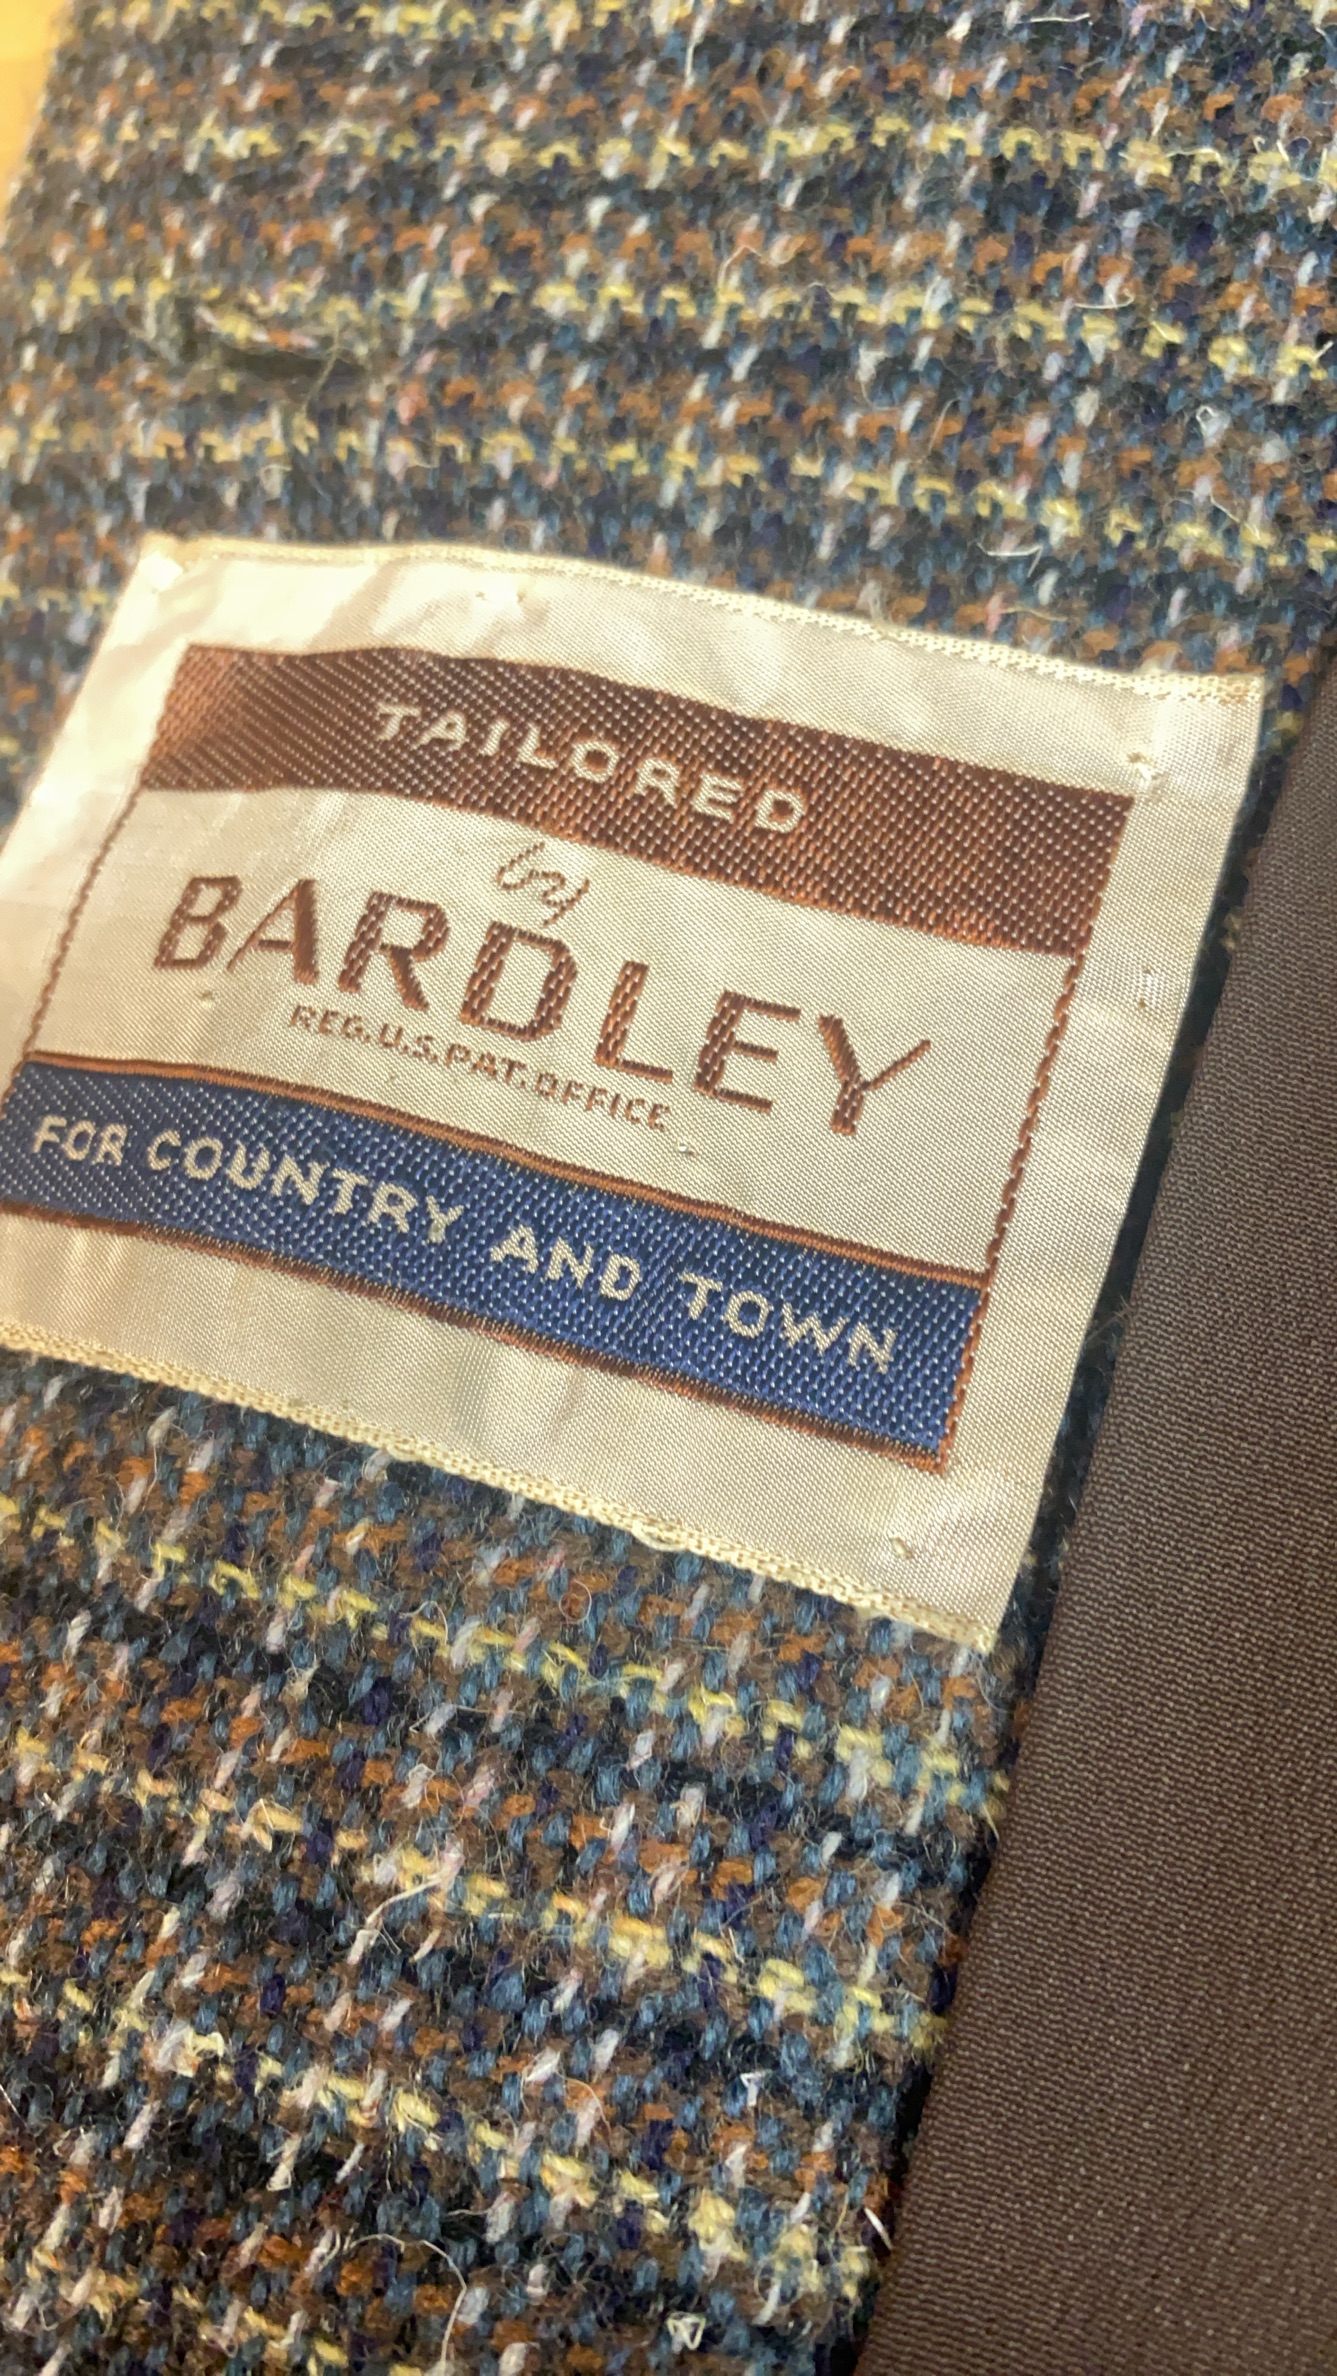 TAILORED
by
BARDLEY
REG.U.S.PAT.OFFICE
FOR COUNTRY AND TOWN